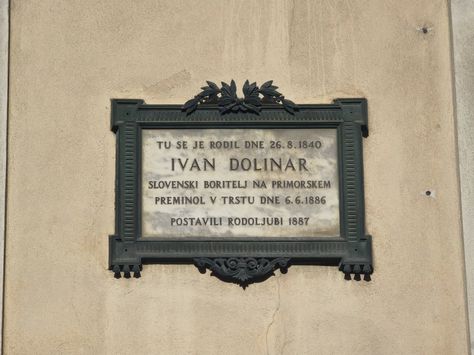 TU SE JE RODIL DNE 26.8.1840
IVAN DOLINAR
SLOVENSKI BORITELJ NA PRIMORSKEM
PREMINOL V TRSTU DNE 6.6.1886
POSTAVILI RODOLJUBI 1887